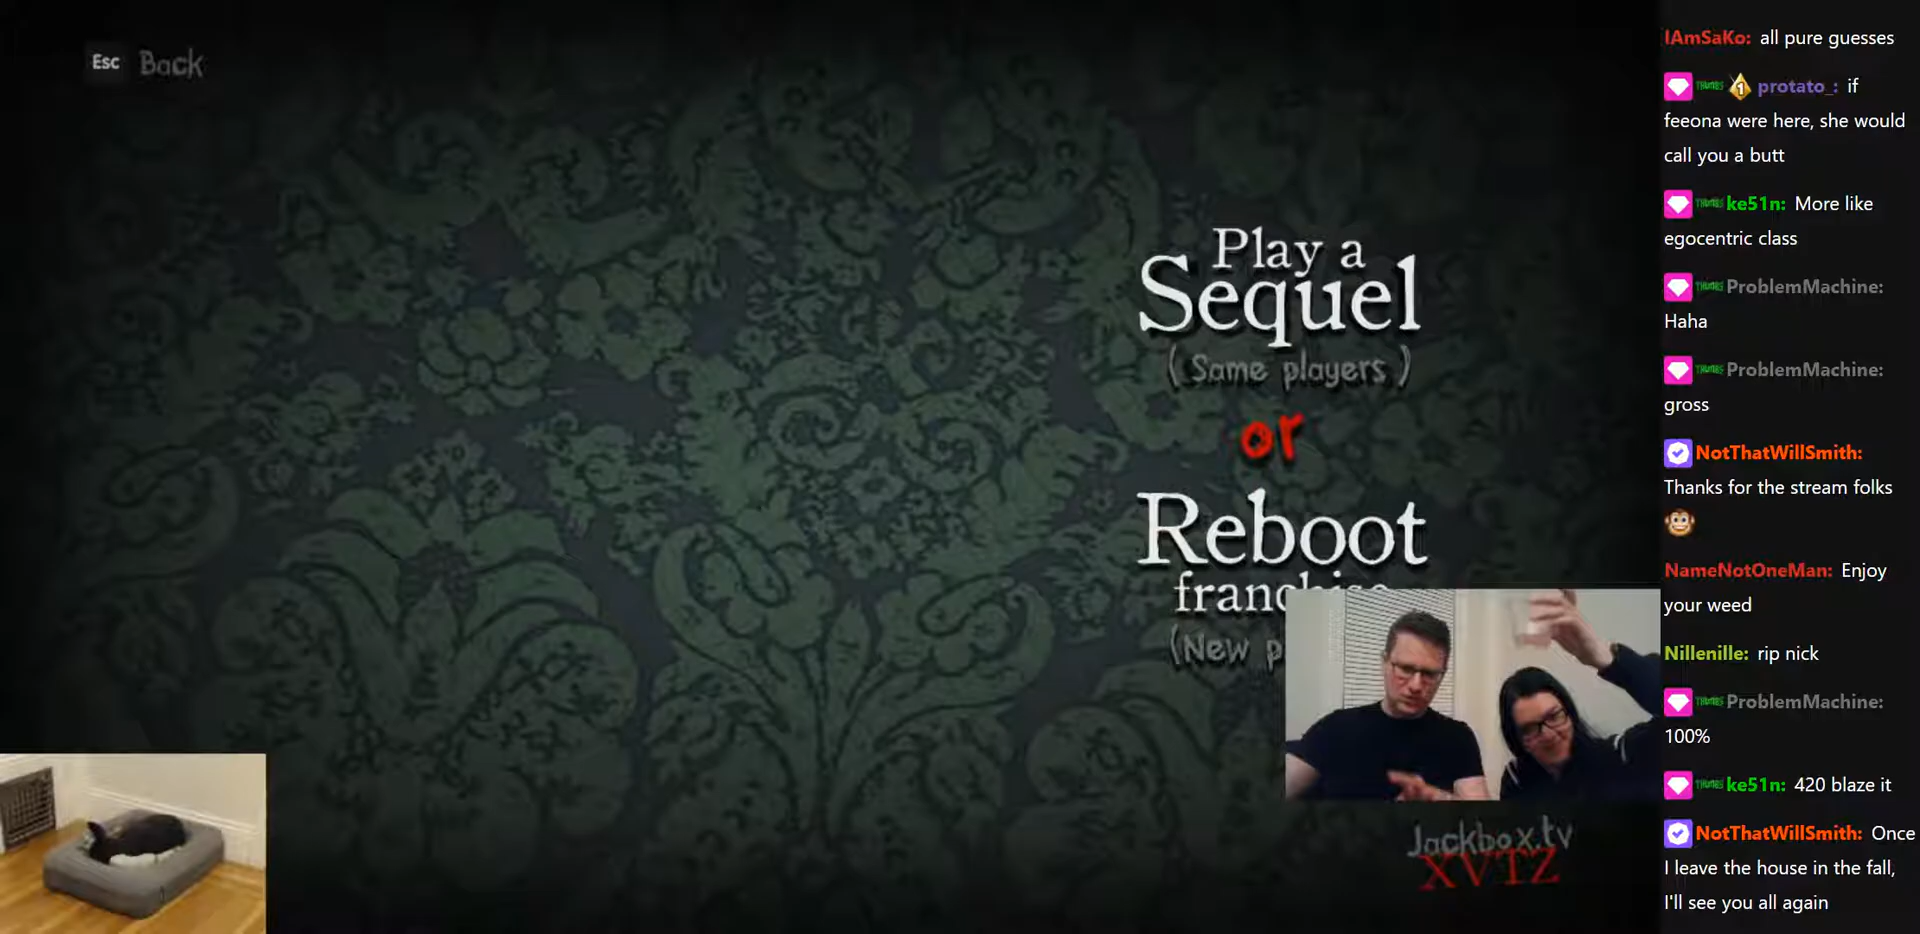 Esc Back
Play a
Sequel
(Same players)
or
Reboot
(New
Jackbox.tv
XVTZ
IAmSaKo: all pure guesses
protato_: if
feeona were here, she would
call you a butt
ke51n: More like
egocentric class
ProblemMachine:
Haha
ProblemMachine:
gross
NotThatWillSmith:
Thanks for the stream folks
NameNotOneMan: Enjoy
your weed
Nillenille: rip nick
ProblemMachine:
100%
ke51n: 420 blaze it
NotThatWillSmith: Once
I leave the house in the fall,
I'll see you all again